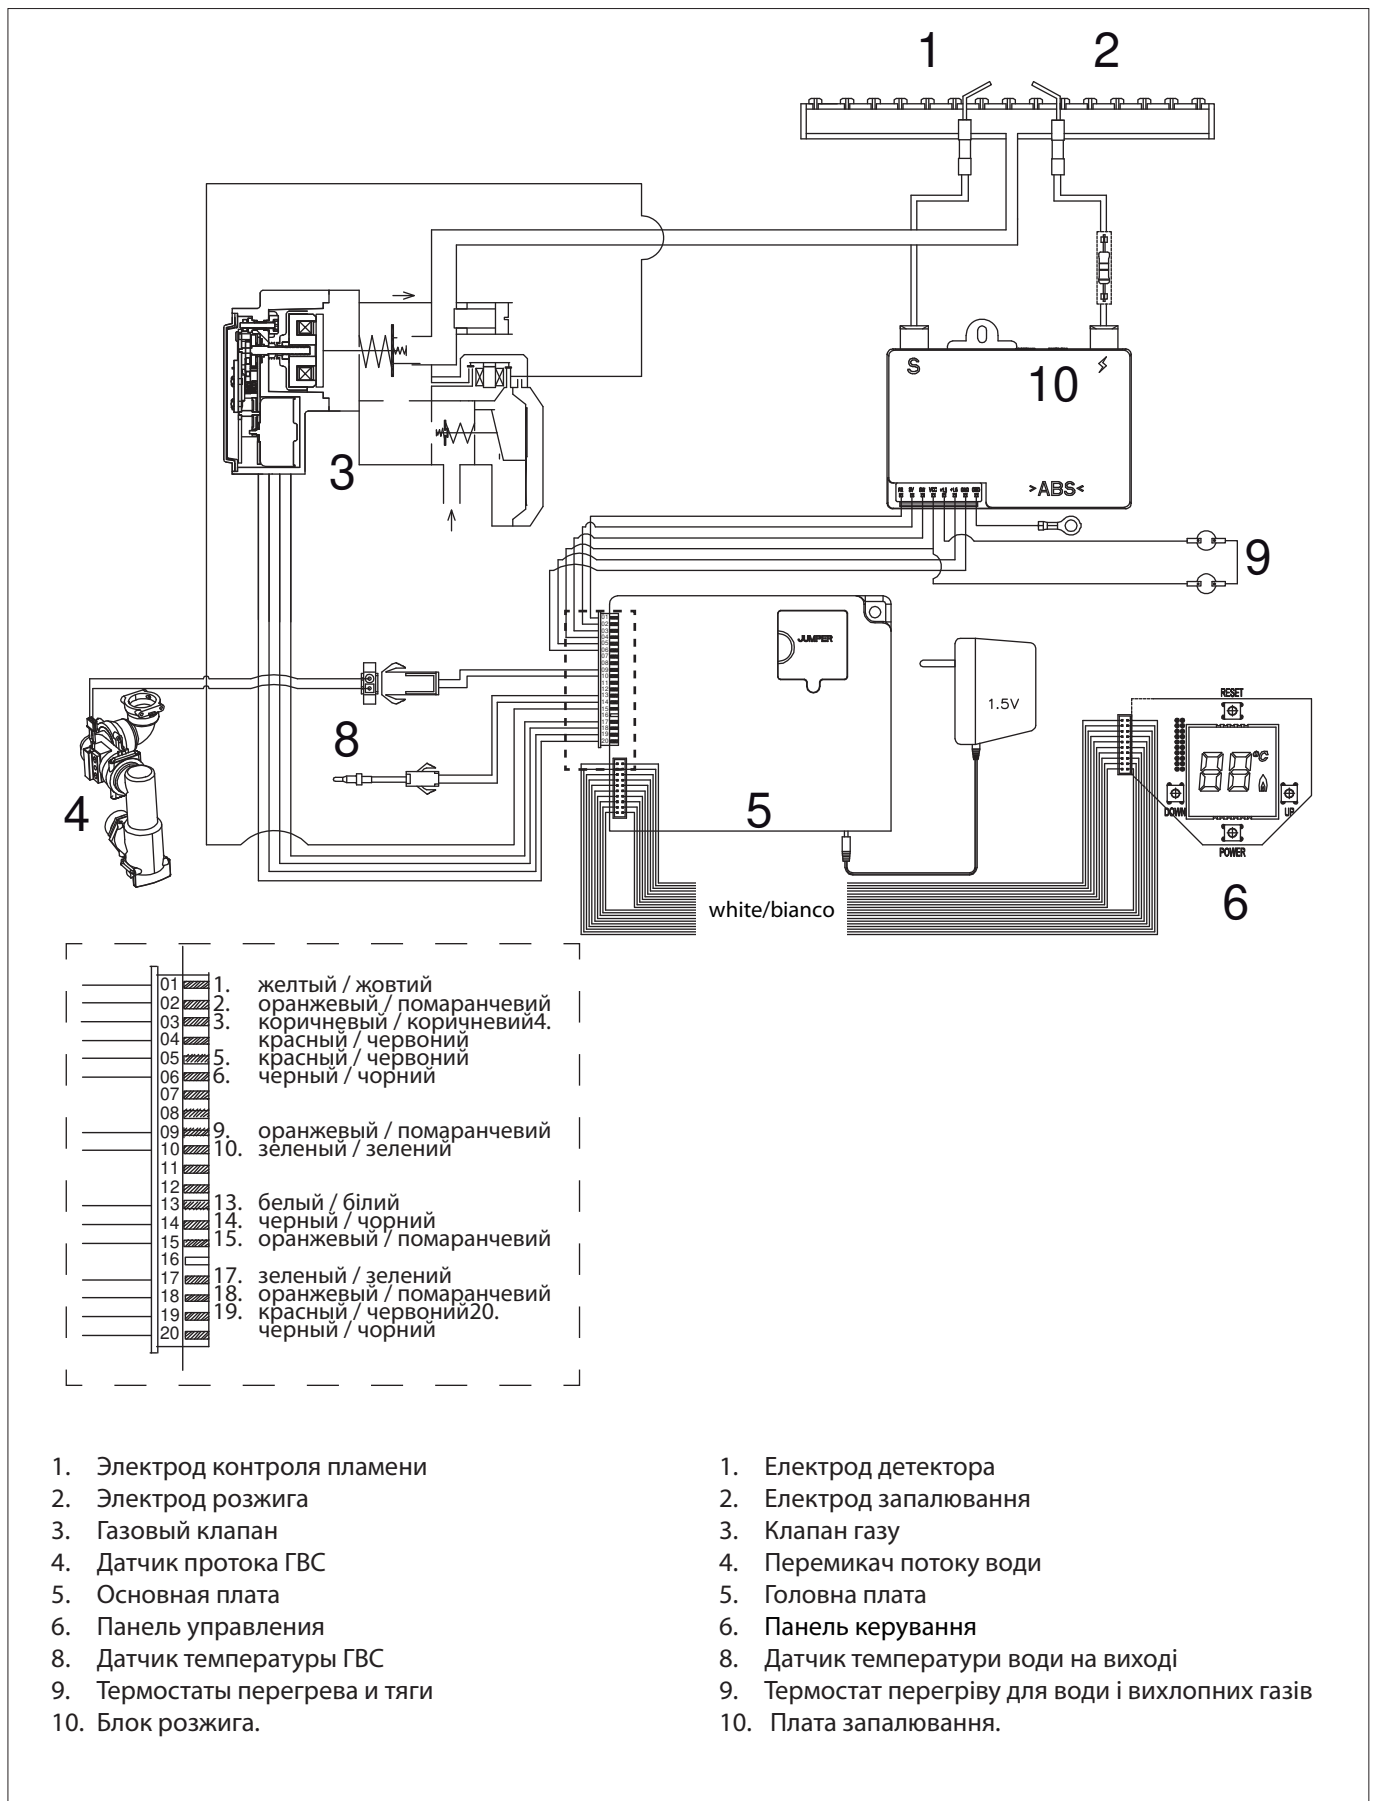 1
2
S
10
>ABS<
3
9
JUMPER
1.5V
RESET
°C
8
DOWN
UP
4
5
POWER
white/bianco
6
01 1. желтый / жовтий
02 2. оранжевый / помаранчевий
03 3. коричневый / коричневий4.
04 красный / червоний
05 5. красный / червоний
06 6. черный / чорний
07
08
09 9. оранжевый / помаранчевий
10 10. зеленый / зелений
11
12
13 13. белый / білий
14 14. черный / чорний
15 15. оранжевый / помаранчевий
16
17 17. зеленый / зелений
18 18. оранжевый / помаранчевий
19 19. красный / червоний20.
20 черный / чорний
1. Электрод контроля пламени
2. Электрод розжига
3. Газовый клапан
4. Датчик протока ГВС
5. Основная плата
6. Панель управления
8. Датчик температуры ГВС
9. Термостаты перегрева и тяги
10. Блок розжига.
1. Електрод детектора
2. Електрод запалювання
3. Клапан газу
4. Перемикач потоку води
5. Головна плата
6. Панель керування
8. Датчик температури води на виході
9. Термостат перегріву для води і вихлопних газів
10. Плата запалювання.